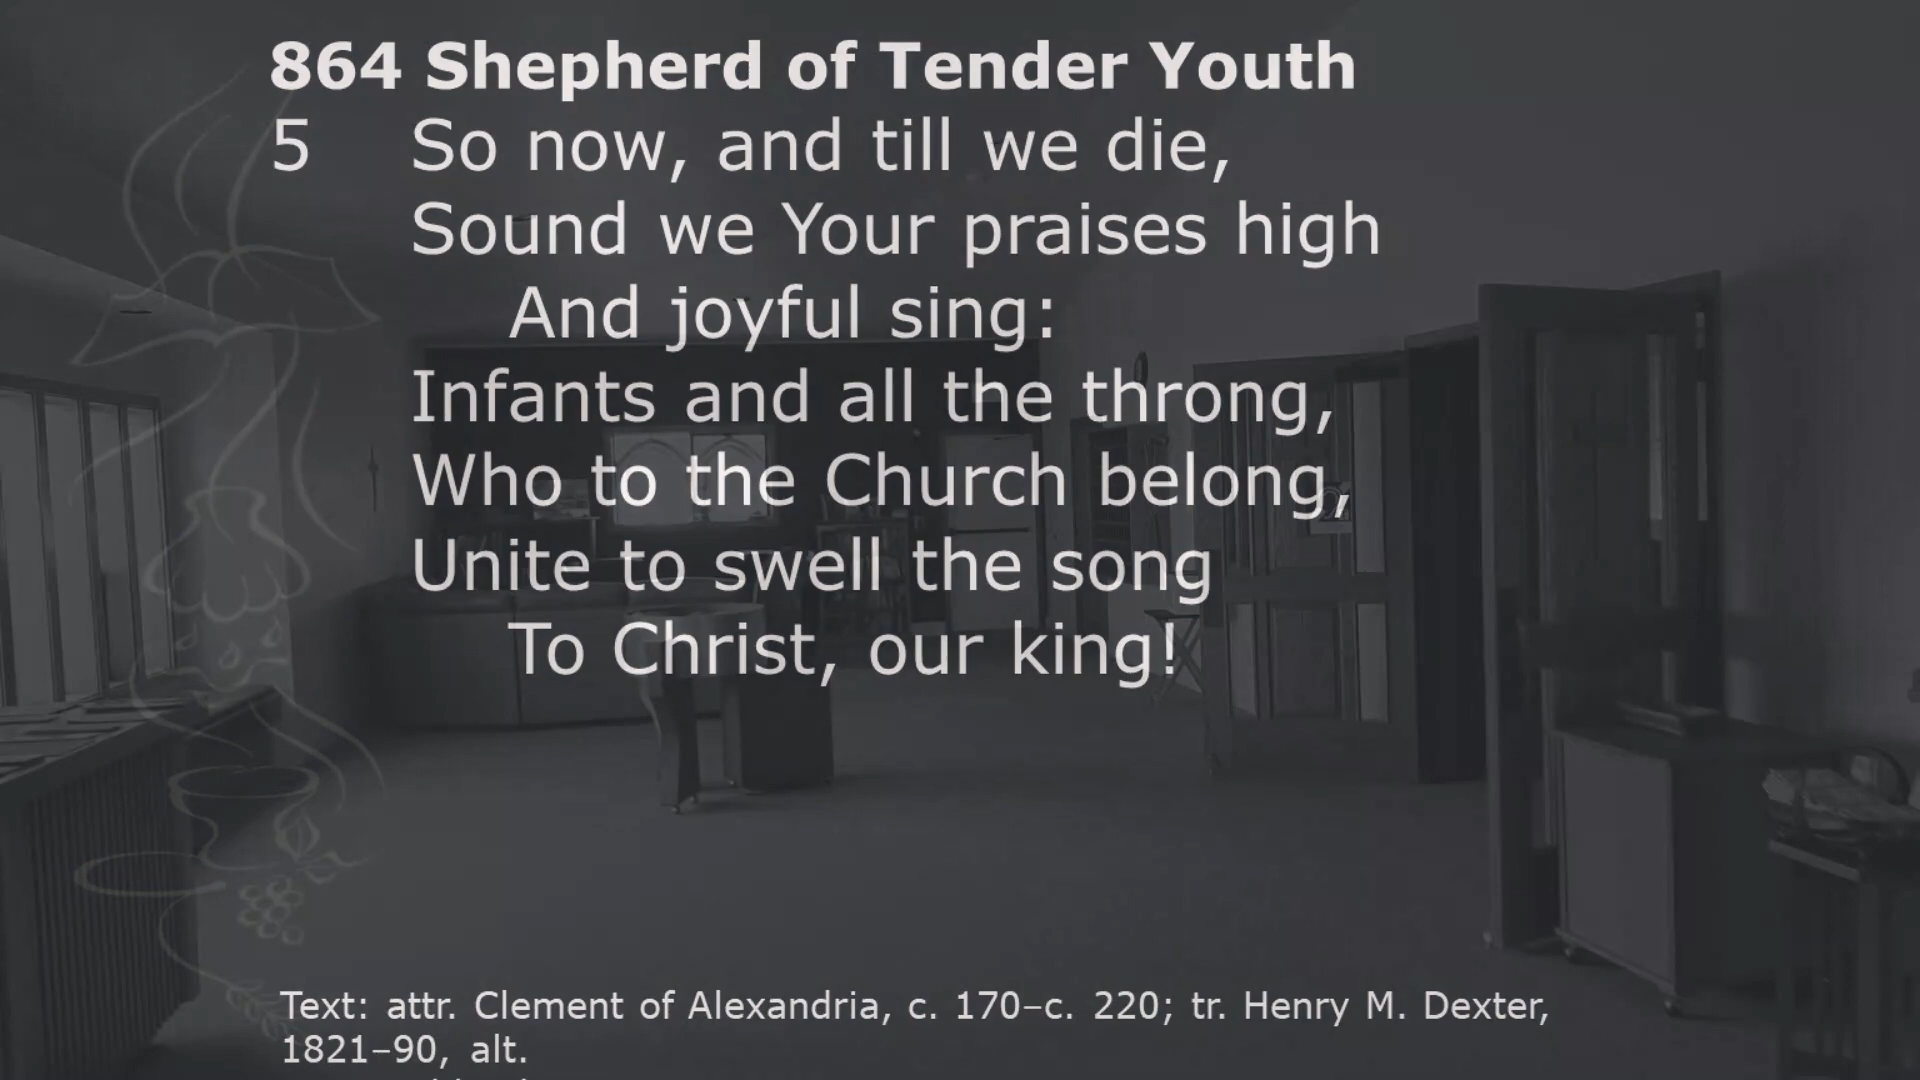 864 Shepherd of Tender Youth
5 So now, and till we die,
Sound we Your praises high
And joyful sing:
Infants and all the throng,
Who to the Church belong,
Unite to swell the song
To Christ, our king!
Text: attr. Clement of Alexandria, c. 170–c. 220; tr. Henry M. Dexter,
1821–90, alt.